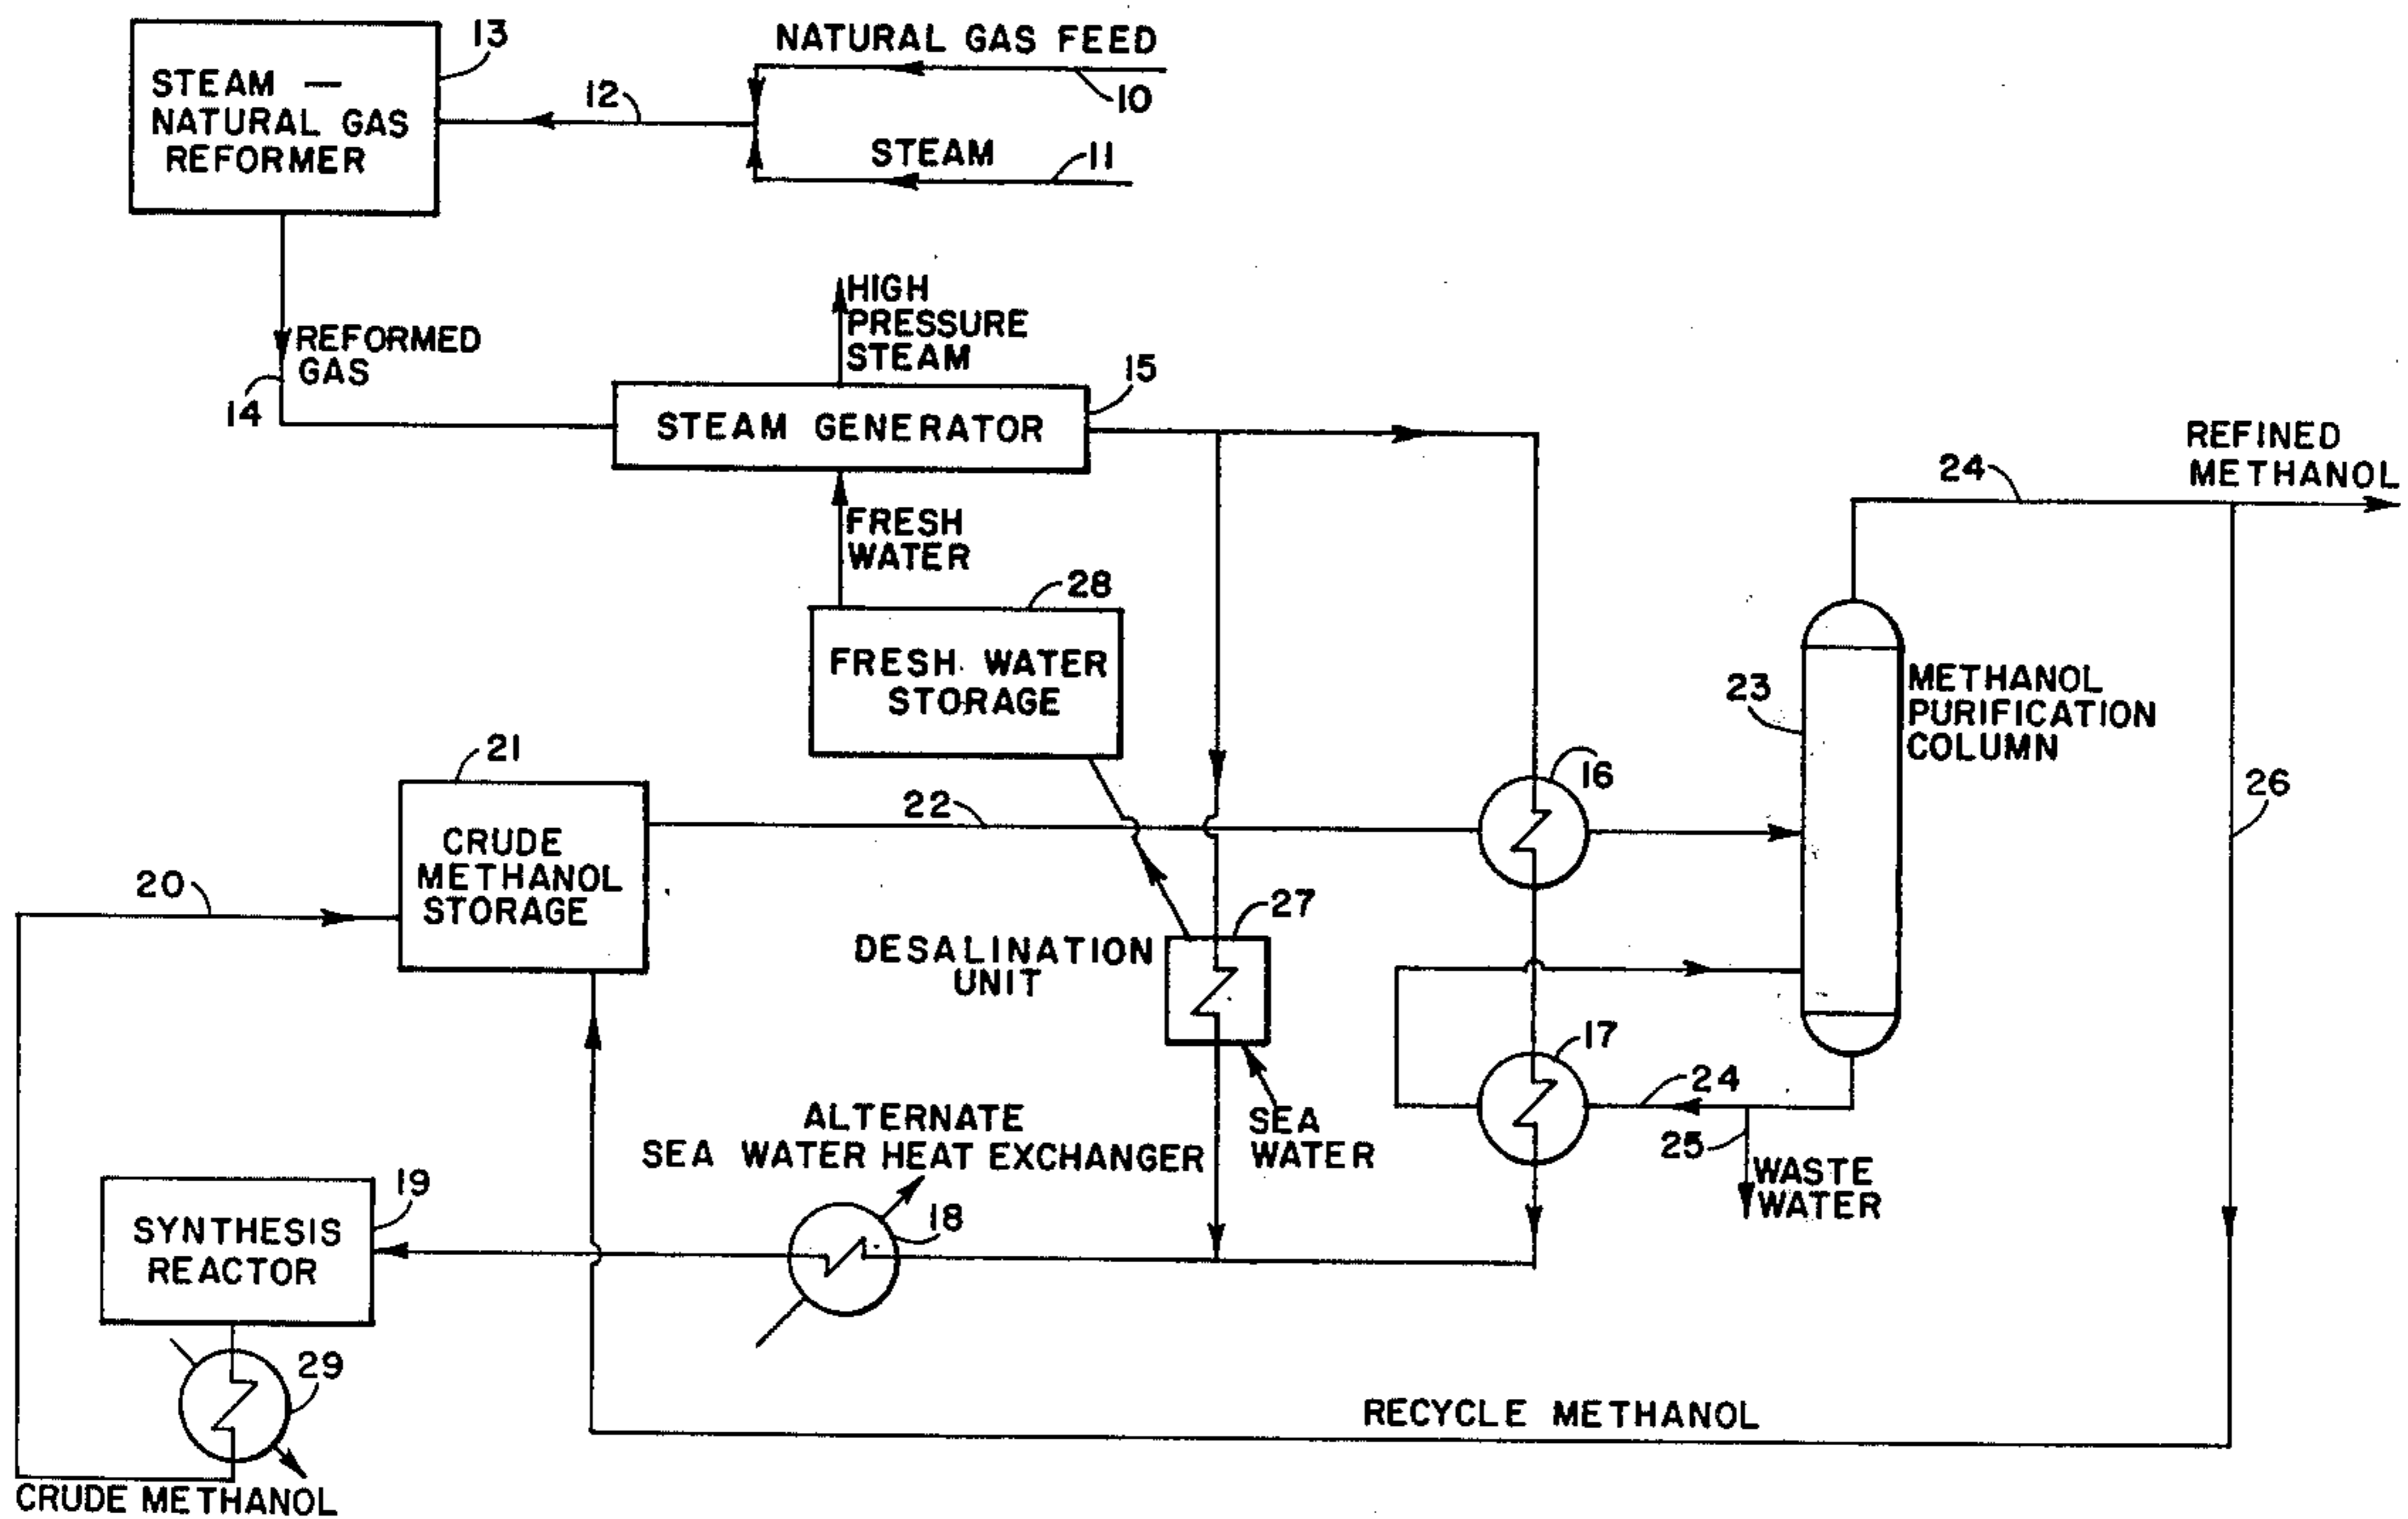 13
NATURAL GAS FEED
STEAM —
NATURAL GAS
REFORMER
12
10
STEAM
11
HIGH
PRESSURE
STEAM
REFORMED
GAS
14
15
STEAM GENERATOR
REFINED
METHANOL
24
FRESH
WATER
28
FRESH WATER
STORAGE
METHANOL
PURIFICATION
COLUMN
23
21
16
26
22
CRUDE
METHANOL
STORAGE
20
27
DESALINATION
UNIT
17
24
25
SEA
WATER
ALTERNATE
SEA WATER HEAT EXCHANGER
WASTE
WATER
19
18
SYNTHESIS
REACTOR
29
RECYCLE METHANOL
CRUDE METHANOL